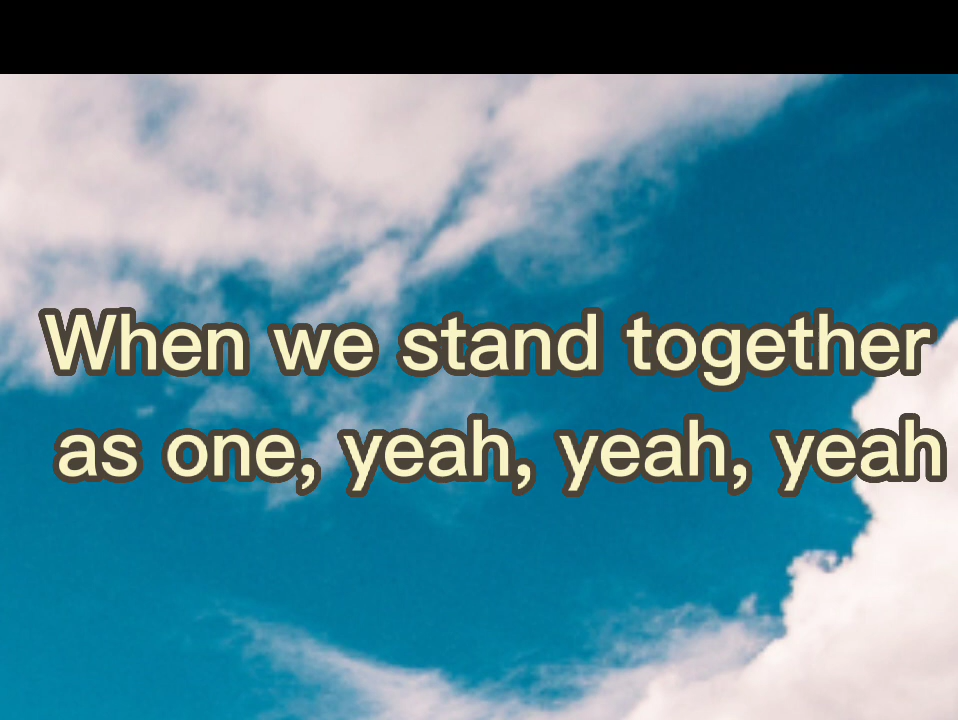 When we stand together
as one, yeah, yeah, yeah